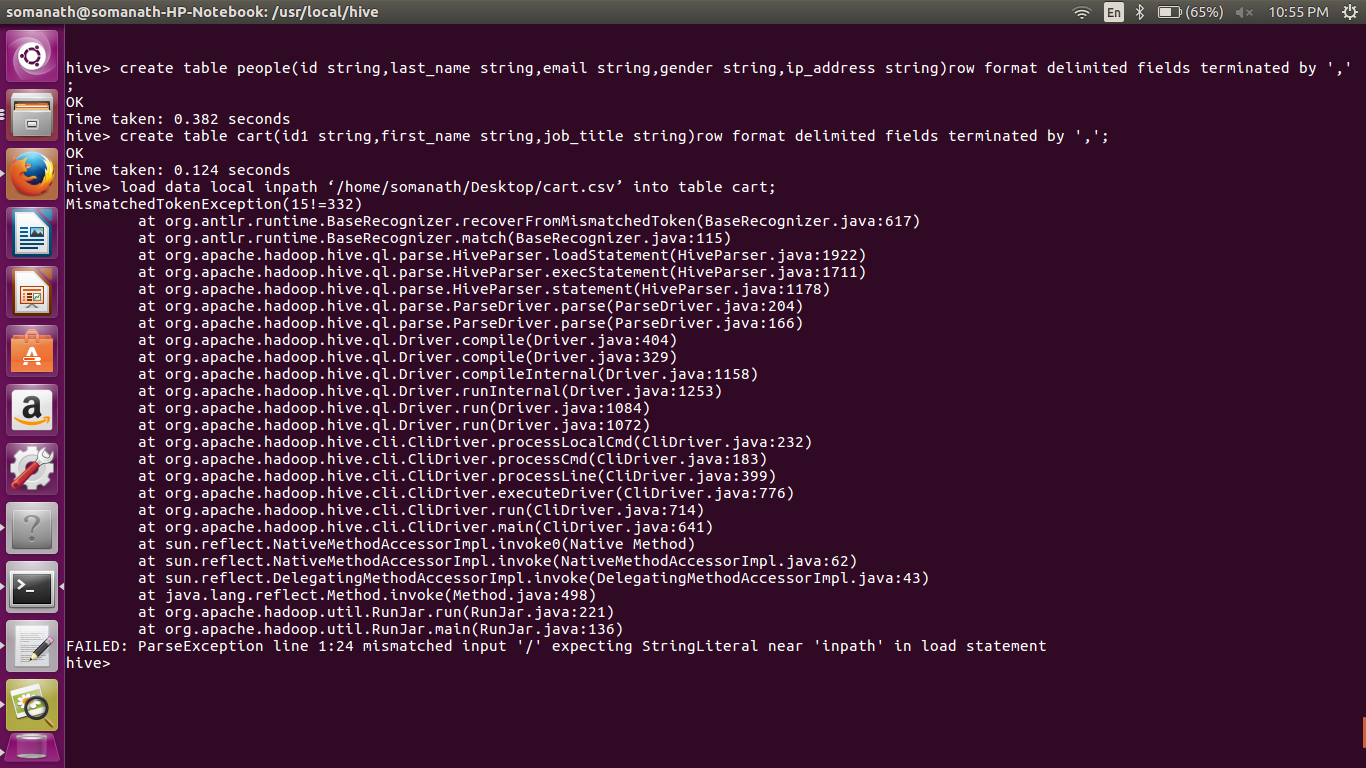 somanath@somanath-HP-Notebook: /usr/local/hive
En
(65%)
10:55 PM
hive> create table people(id string,last_name string,email string,gender string,ip_address string)row format delimited fields terminated by ','
;
OK
Time taken: 0.382 seconds
hive> create table cart(id1 string,first_name string,job_title string)row format delimited fields terminated by ',';
OK
Time taken: 0.124 seconds
hive> load data local inpath ‘/home/somanath/Desktop/cart.csv’ into table cart;
MismatchedTokenException(15!=332)
        at org.antlr.runtime.BaseRecognizer.recoverFromMismatchedToken(BaseRecognizer.java:617)
        at org.antlr.runtime.BaseRecognizer.match(BaseRecognizer.java:115)
        at org.apache.hadoop.hive.ql.parse.HiveParser.loadStatement(HiveParser.java:1922)
        at org.apache.hadoop.hive.ql.parse.HiveParser.execStatement(HiveParser.java:1711)
        at org.apache.hadoop.hive.ql.parse.HiveParser.statement(HiveParser.java:1178)
        at org.apache.hadoop.hive.ql.parse.ParseDriver.parse(ParseDriver.java:204)
        at org.apache.hadoop.hive.ql.parse.ParseDriver.parse(ParseDriver.java:166)
        at org.apache.hadoop.hive.ql.Driver.compile(Driver.java:404)
        at org.apache.hadoop.hive.ql.Driver.compile(Driver.java:329)
        at org.apache.hadoop.hive.ql.Driver.compileInternal(Driver.java:1158)
        at org.apache.hadoop.hive.ql.Driver.runInternal(Driver.java:1253)
        at org.apache.hadoop.hive.ql.Driver.run(Driver.java:1084)
        at org.apache.hadoop.hive.ql.Driver.run(Driver.java:1072)
        at org.apache.hadoop.hive.cli.CliDriver.processLocalCmd(CliDriver.java:232)
        at org.apache.hadoop.hive.cli.CliDriver.processCmd(CliDriver.java:183)
        at org.apache.hadoop.hive.cli.CliDriver.processLine(CliDriver.java:399)
        at org.apache.hadoop.hive.cli.CliDriver.executeDriver(CliDriver.java:776)
        at org.apache.hadoop.hive.cli.CliDriver.run(CliDriver.java:714)
        at org.apache.hadoop.hive.cli.CliDriver.main(CliDriver.java:641)
        at sun.reflect.NativeMethodAccessorImpl.invoke0(Native Method)
        at sun.reflect.NativeMethodAccessorImpl.invoke(NativeMethodAccessorImpl.java:62)
        at sun.reflect.DelegatingMethodAccessorImpl.invoke(DelegatingMethodAccessorImpl.java:43)
        at java.lang.reflect.Method.invoke(Method.java:498)
        at org.apache.hadoop.util.RunJar.run(RunJar.java:221)
        at org.apache.hadoop.util.RunJar.main(RunJar.java:136)
FAILED: ParseException line 1:24 mismatched input '/' expecting StringLiteral near 'inpath' in load statement
hive>